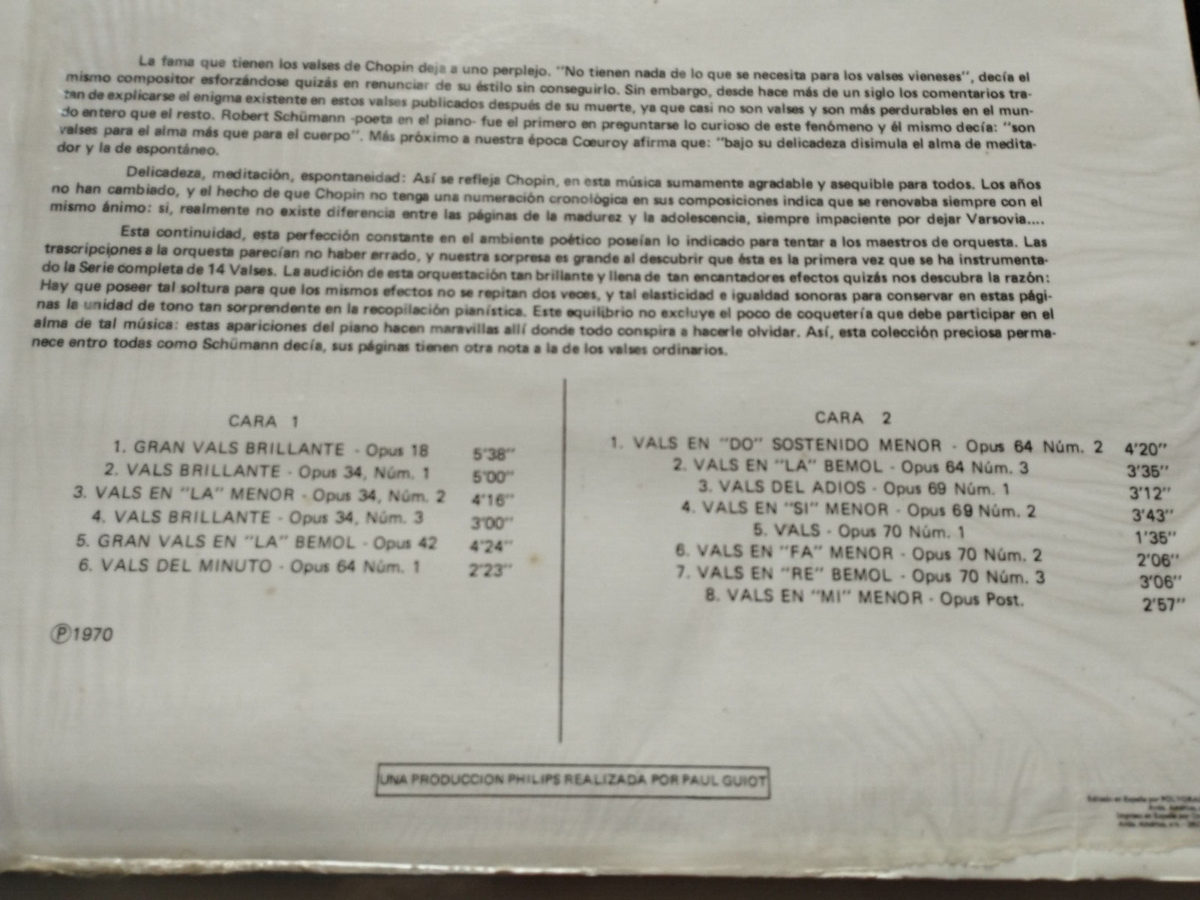 La fama que tienen los valses de Chopin deja a uno perplejo. "No tienen nada de lo que se necesita para los valses vieneses", decía el
mismo compositor esforzándose quizás en renunciar de su éstilo sin conseguirlo. Sin embargo, desde hace más de un siglo los comentarios tra-
tan de explicarse el enigma existente en estos valses publicados después de su muerte, ya que casi no son valses y son más perdurables en el mun-
do entero que el resto. Robert Schümann -poeta en el piano- fue el primero en preguntarse lo curioso de este fenómeno y él mismo decía: "son
valses para el alma más que para el cuerpo". Más próximo a nuestra época Cœuroy afirma que: "bajo su delicadeza disimula el alma de medita-
dor y la de espontáneo.
Delicadeza, meditación, espontaneidad: Así se refleja Chopin, en esta música sumamente agradable y asequible para todos. Los años
no han cambiado, y el hecho de que Chopin no tenga una numeración cronológica en sus composiciones indica que se renovaba siempre con el
mismo ánimo: si, realmente no existe diferencia entre las páginas de la madurez y la adolescencia, siempre impaciente por dejar Varsovia....
Esta continuidad, esta perfección constante en el ambiente poético poseían lo indicado para tentar a los maestros de orquesta. Las
trascripciones a la orquesta parecían no haber errado, y nuestra sorpresa es grande al descubrir que ésta es la primera vez que se ha instrumenta-
do la Serie completa de 14 Valses. La audición de esta orquestación tan brillante y llena de tan encantadores efectos quizás nos descubra la razón:
Hay que poseer tal soltura para que los mismos efectos no se repitan dos veces, y tal elasticidad e igualdad sonoras para conservar en estas pági-
nas la unidad de tono tan sorprendente en la recopilación pianística. Este equilibrio no excluye el poco de coquetería que debe participar en el
alma de tal música: estas apariciones del piano hacen maravillas allí donde todo conspira a hacerle olvidar. Así, esta colección preciosa perma-
nece entro todas como Schümann decía, sus páginas tienen otra nota a la de los valses ordinarios.
CARA 1
1. GRAN VALS BRILLANTE - Opus 18 5'38"
2. VALS BRILLANTE - Opus 34, Núm. 1 5'00"
3. VALS EN "LA" MENOR - Opus 34, Núm. 2 4'16"
4. VALS BRILLANTE - Opus 34, Núm. 3 3'00"
5. GRAN VALS EN "LA" BEMOL - Opus 42 4'24"
6. VALS DEL MINUTO - Opus 64 Núm. 1 2'23"
℗1970
CARA 2
1. VALS EN "DO" SOSTENIDO MENOR - Opus 64 Núm. 2 4'20"
2. VALS EN "LA" BEMOL - Opus 64 Núm. 3 3'35"
3. VALS DEL ADIOS - Opus 69 Núm. 1 3'12"
4. VALS EN "SI" MENOR - Opus 69 Núm. 2 3'43"
5. VALS - Opus 70 Núm. 1 1'35"
6. VALS EN "FA" MENOR - Opus 70 Núm. 2 2'06"
7. VALS EN "RE" BEMOL - Opus 70 Núm. 3 3'06"
8. VALS EN "MI" MENOR - Opus Post. 2'57"
UNA PRODUCCION PHILIPS REALIZADA POR PAUL GUIOT
Editado en España por
Impreso en España por